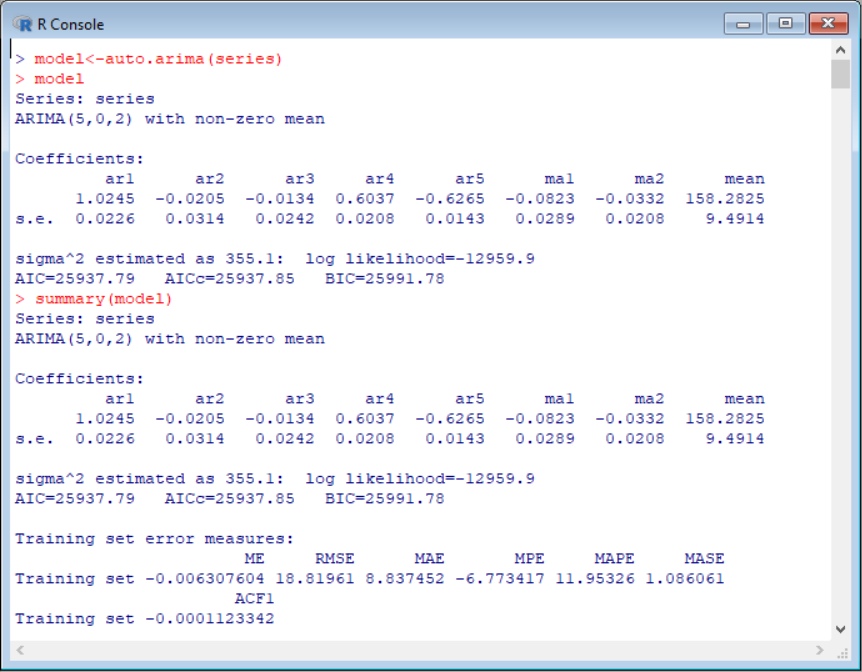 R Console
> model<-auto.arima(series)
> model
Series: series
ARIMA(5,0,2) with non-zero mean
Coefficients:
ar1 ar2 ar3 ar4 ar5 ma1 ma2 mean
1.0245 -0.0205 -0.0134 0.6037 -0.6265 -0.0823 -0.0332 158.2825
s.e. 0.0226 0.0314 0.0242 0.0208 0.0143 0.0289 0.0208 9.4914
sigma^2 estimated as 355.1: log likelihood=-12959.9
AIC=25937.79 AICc=25937.85 BIC=25991.78
> summary(model)
Series: series
ARIMA(5,0,2) with non-zero mean
Coefficients:
ar1 ar2 ar3 ar4 ar5 ma1 ma2 mean
1.0245 -0.0205 -0.0134 0.6037 -0.6265 -0.0823 -0.0332 158.2825
s.e. 0.0226 0.0314 0.0242 0.0208 0.0143 0.0289 0.0208 9.4914
sigma^2 estimated as 355.1: log likelihood=-12959.9
AIC=25937.79 AICc=25937.85 BIC=25991.78
Training set error measures:
ME RMSE MAE MPE MAPE MASE
Training set -0.006307604 18.81961 8.837452 -6.773417 11.95326 1.086061
ACF1
Training set -0.0001123342